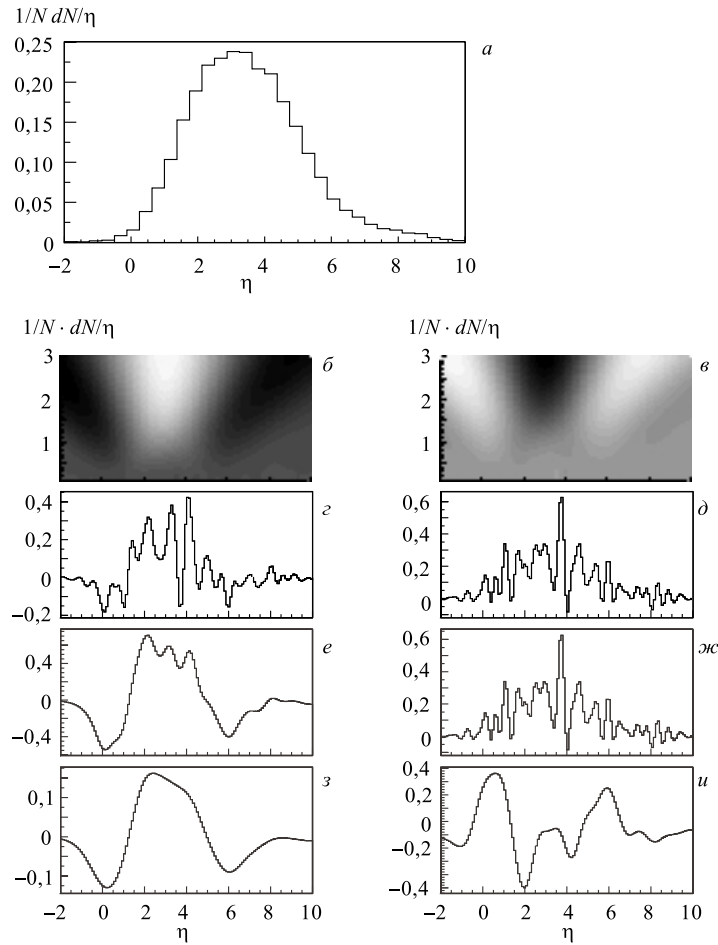 1/N dN/η
0,25
а
0,20
0,15
0,10
0,05
0
−2 0 2 4 6 8 10
η
1/N · dN/η 1/N · dN/η
3 б 3 в
2 2
1 1
0,4 г 0,6 д
0,2 0,4
0 0,2
−0,2 0
е 0,6 ж
0,4 0,4
0 0,2
−0,4 0
з 0,4 и
0,1 0,2
0 0
−0,2
−0,1 −0,4
−2 0 2 4 6 8 10 −2 0 2 4 6 8 10
η η